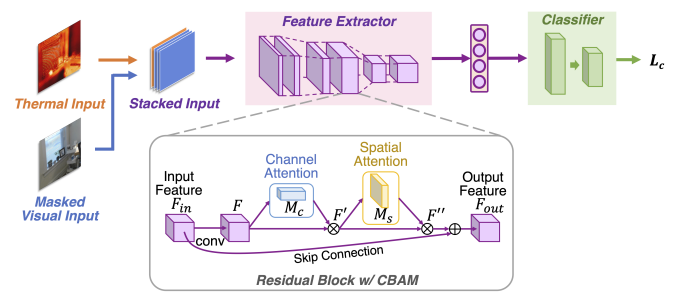 Feature Extractor
Classifier
Thermal Input
Stacked Input
L_c
Masked
Visual Input
Channel
Attention
Spatial
Attention
Input
Feature
F_in
F
M_c
F'
M_s
F''
Output
Feature
F_out
conv
Skip Connection
Residual Block w/ CBAM